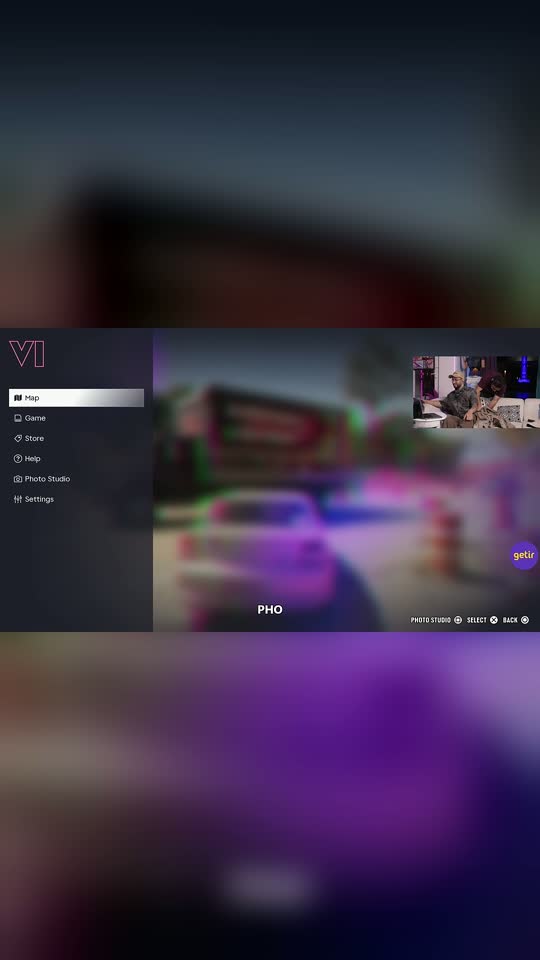 VI
Map
Game
Store
Help
Photo Studio
Settings
getir
PHO
PHOTO STUDIO SELECT BACK